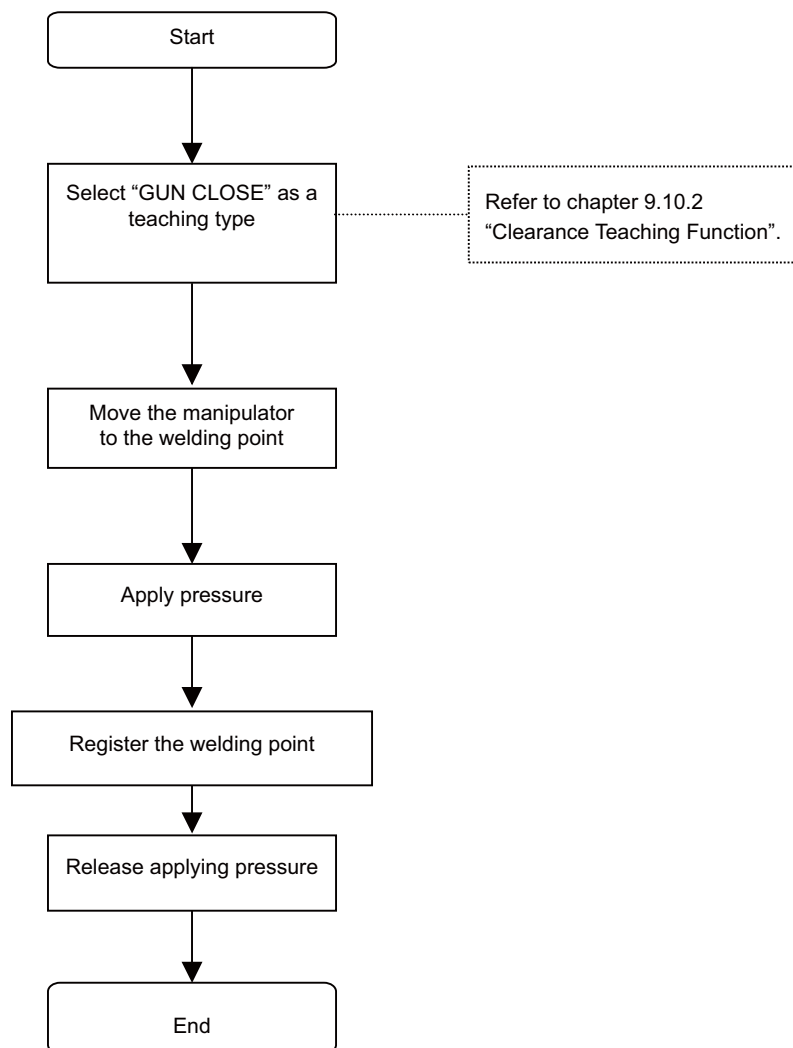 Start
Select “GUN CLOSE” as a
teaching type
Refer to chapter 9.10.2
“Clearance Teaching Function”.
Move the manipulator
to the welding point
Apply pressure
Register the welding point
Release applying pressure
End